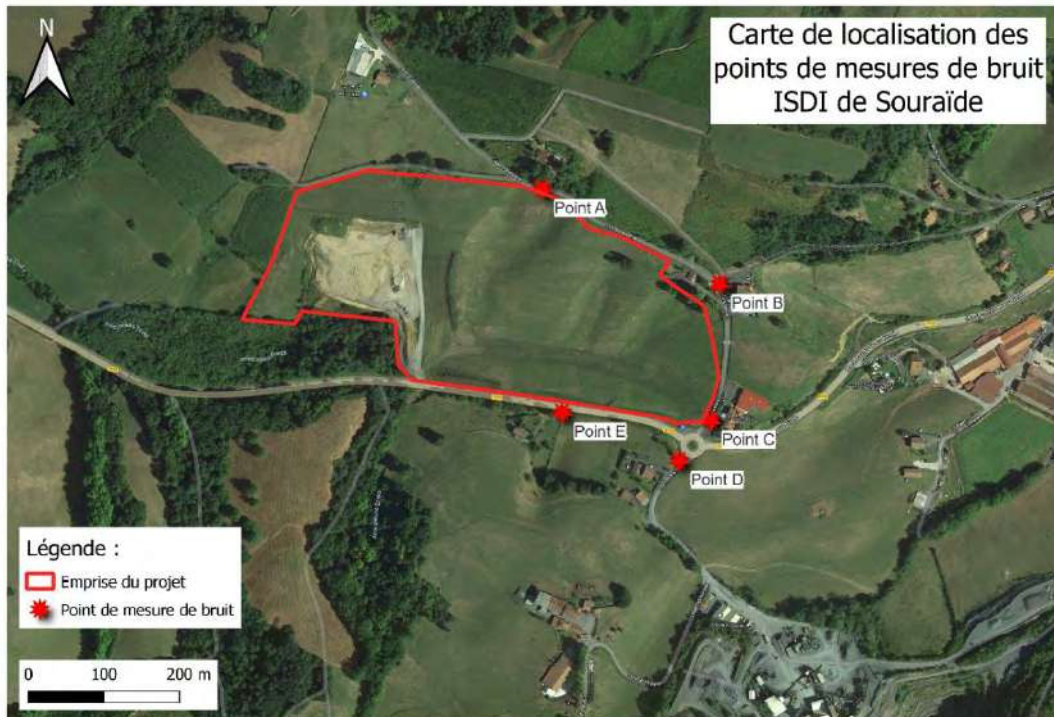 N
Carte de localisation des
points de mesures de bruit
ISDI de Souraïde
Point A
Point B
Point E
Point C
Point D
Légende :
Emprise du projet
Point de mesure de bruit
0 100 200 m